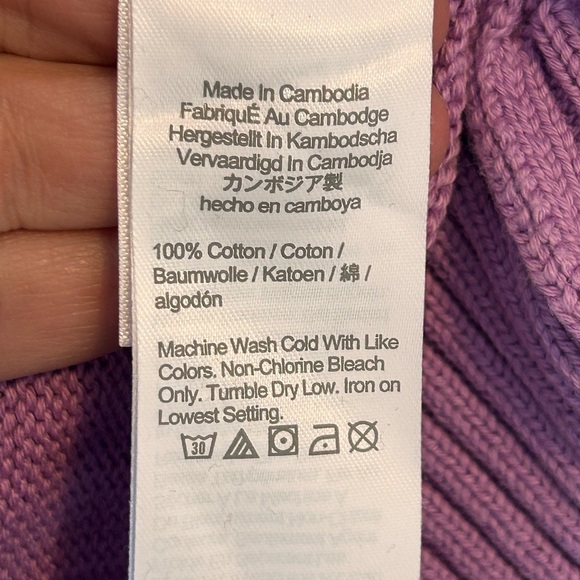 Made In Cambodia
FabriquÉ Au Cambodge
Hergestellt In Kambodscha
Vervaardigd In Cambodja
カンボジア製
hecho en camboya
100% Cotton / Coton /
Baumwolle / Katoen / 綿 /
algodón
Machine Wash Cold With Like
Colors. Non-Chlorine Bleach
Only. Tumble Dry Low. Iron on
Lowest Setting.
30